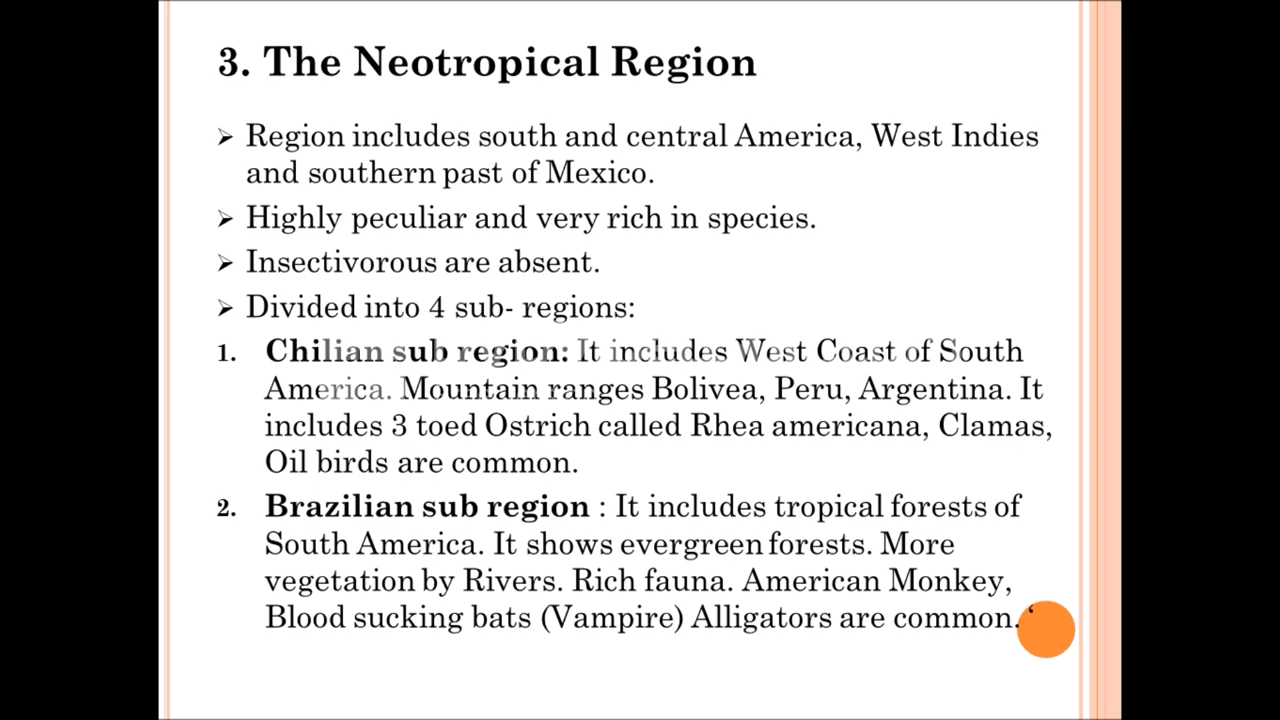 3. The Neotropical Region
➢ Region includes south and central America, West Indies
and southern past of Mexico.
➢ Highly peculiar and very rich in species.
➢ Insectivorous are absent.
➢ Divided into 4 sub- regions:
1. Chilian sub region: It includes West Coast of South
America. Mountain ranges Bolivea, Peru, Argentina. It
includes 3 toed Ostrich called Rhea americana, Clamas,
Oil birds are common.
2. Brazilian sub region : It includes tropical forests of
South America. It shows evergreen forests. More
vegetation by Rivers. Rich fauna. American Monkey,
Blood sucking bats (Vampire) Alligators are common. ‘